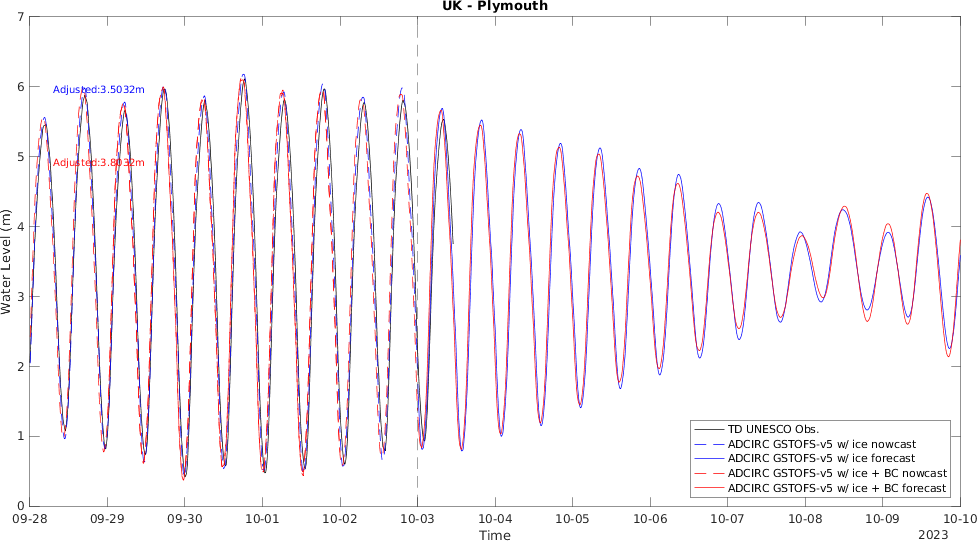 UK - Plymouth
7
6
5
4
3
2
1
0
Water Level (m)
Adjusted:3.5032m
Adjusted:3.8032m
TD UNESCO Obs.
ADCIRC GSTOFS-v5 w/ ice nowcast
ADCIRC GSTOFS-v5 w/ ice forecast
ADCIRC GSTOFS-v5 w/ ice + BC nowcast
ADCIRC GSTOFS-v5 w/ ice + BC forecast
09-28 09-29 09-30 10-01 10-02 10-03 10-04 10-05 10-06 10-07 10-08 10-09 10-10
Time
2023